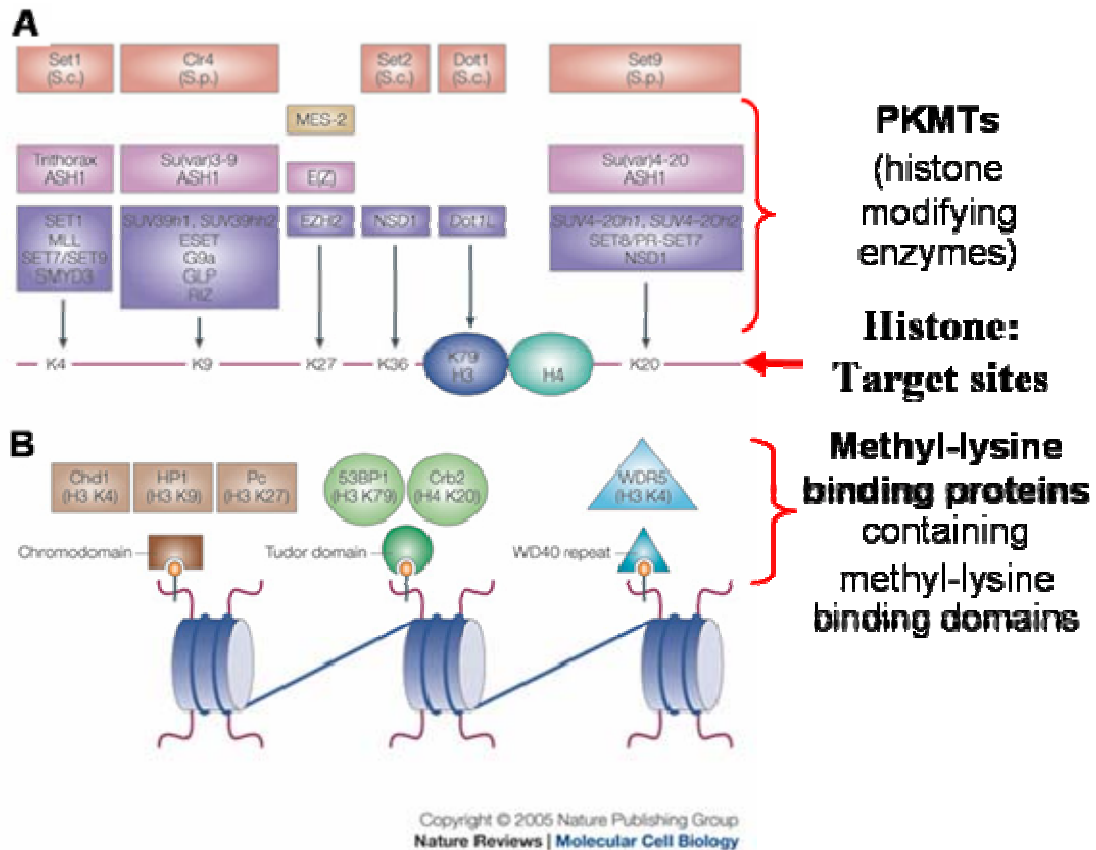 A
Set1
(S.c.)
Clr4
(S.p.)
Set2
(S.c.)
Dot1
(S.c.)
Set9
(S.p.)
MES-2
Trithorax
ASH1
Su(var)3-9
ASH1
E(Z)
Su(var)4-20
ASH1
SET1
MLL
SET7/SET9
SMYD3
SUV39h1, SUV39hh2
ESET
G9a
GLP
RIZ
EZH2
NSD1
Dot1L
SUV4-20h1, SUV4-20h2
SET8/PR-SET7
NSD1
K4
K9
K27
K36
K79
H3
H4
K20
PKMTs
(histone
modifying
enzymes)
Histone:
Target sites
B
Chd1
(H3 K4)
HP1
(H3 K9)
Pc
(H3 K27)
53BP1
(H3 K79)
Crb2
(H4 K20)
WDR5
(H3 K4)
Chromodomain
Tudor domain
WD40 repeat
Methyl-lysine
binding proteins
containing
methyl-lysine
binding domains
Copyright © 2005 Nature Publishing Group
Nature Reviews | Molecular Cell Biology